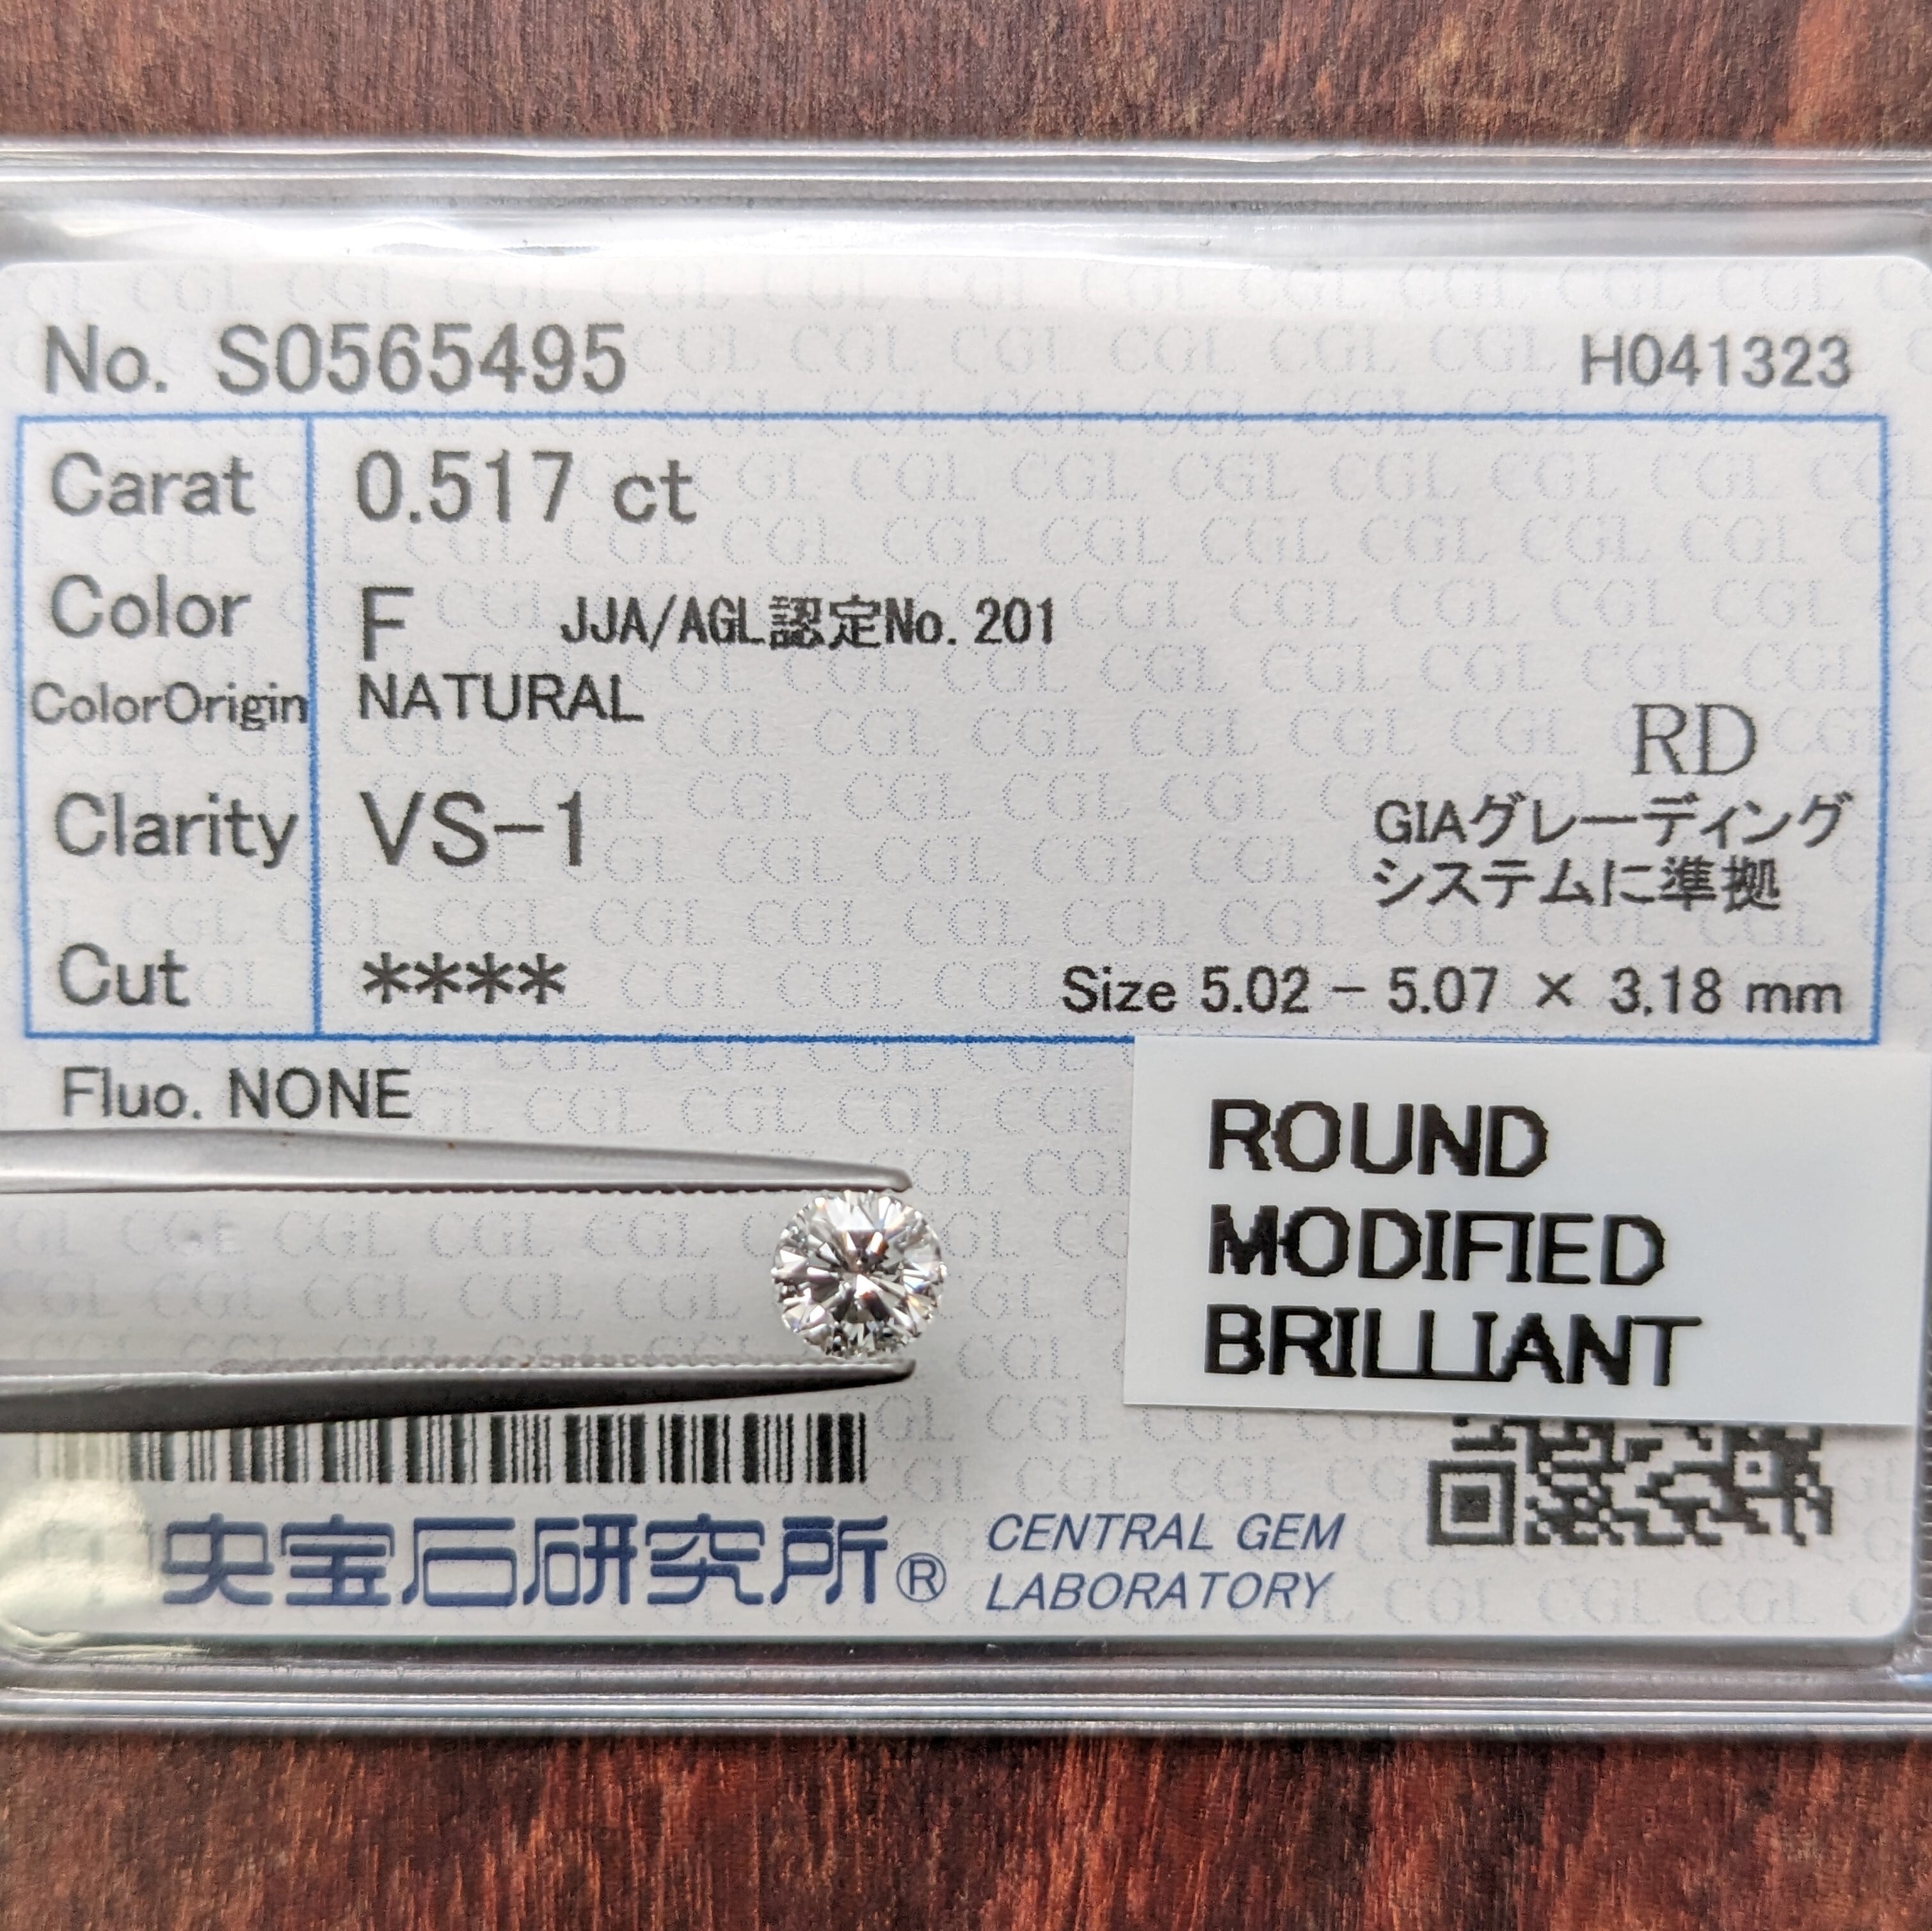 No. S0565495
H041323
Carat 0.517 ct
Color F JJA/AGL認定No.201
ColorOrigin NATURAL
RD
Clarity VS-1
GIAグレーディング
システムに準拠
Cut ****
Size 5.02 - 5.07 × 3.18 mm
Fluo. NONE
ROUND
MODIFIED
BRILLIANT
央宝石研究所®
CENTRAL GEM
LABORATORY